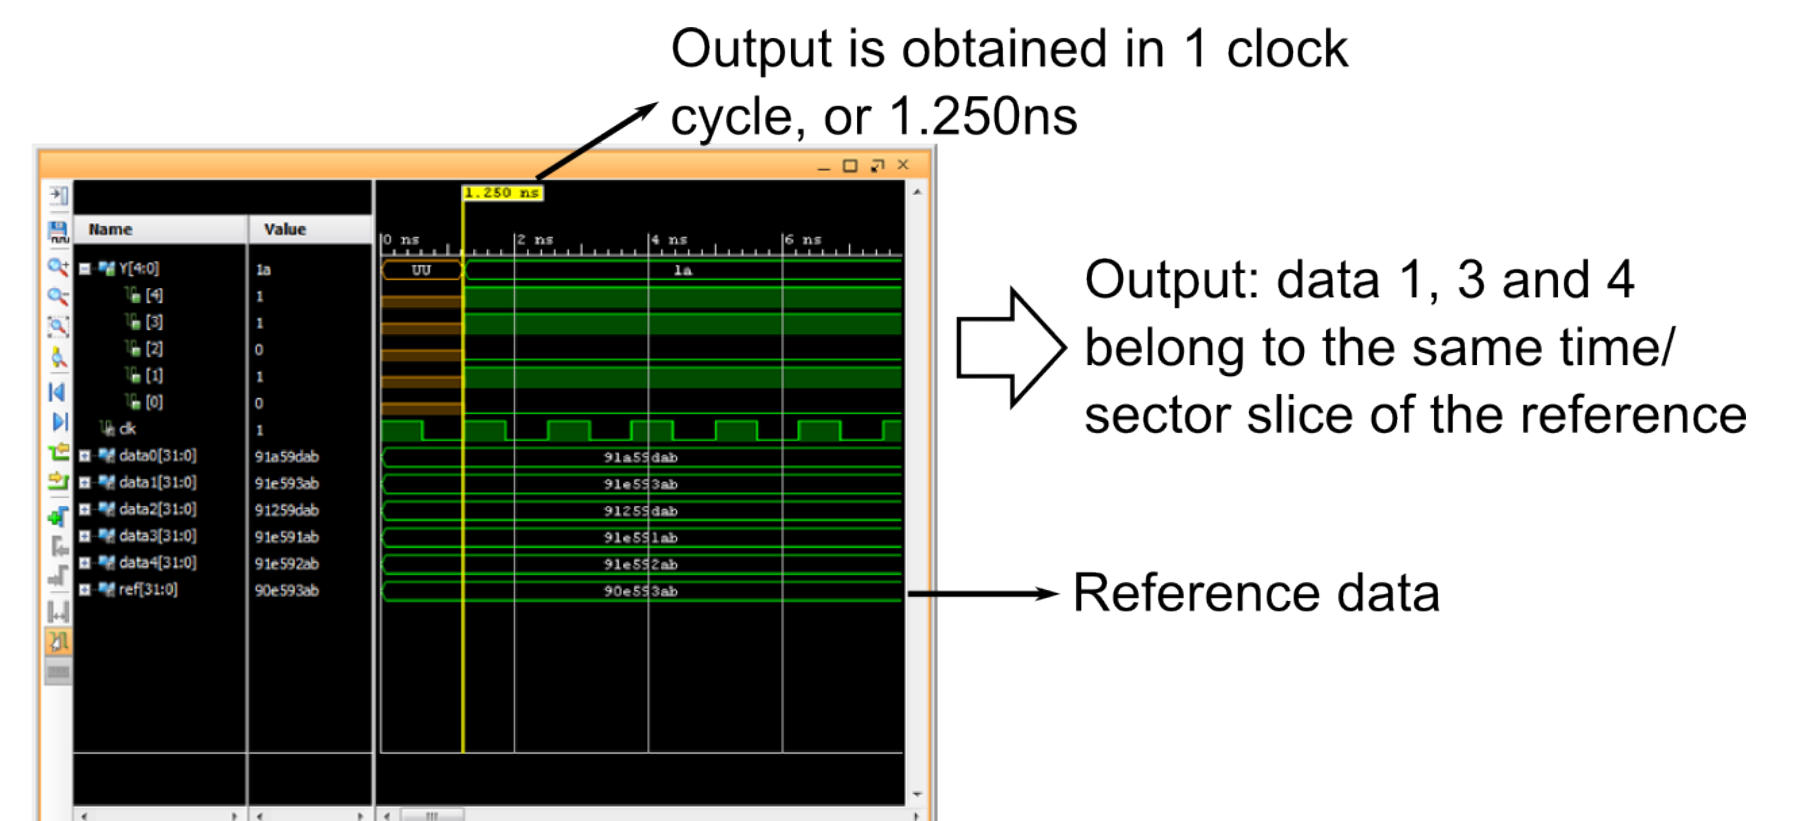 Output is obtained in 1 clock
cycle, or 1.250ns
1.250 ns
Name Value
0 ns 2 ns 4 ns 6 ns
Y[4:0] 1a UU 1a
[4] 1
[3] 1
[2] 0
[1] 1
[0] 0
clk 1
data0[31:0] 91a59dab 91a59dab
data1[31:0] 91e593ab 91e593ab
data2[31:0] 91259dab 91259dab
data3[31:0] 91e591ab 91e591ab
data4[31:0] 91e592ab 91e592ab
ref[31:0] 90e593ab 90e593ab
Output: data 1, 3 and 4
belong to the same time/
sector slice of the reference
Reference data